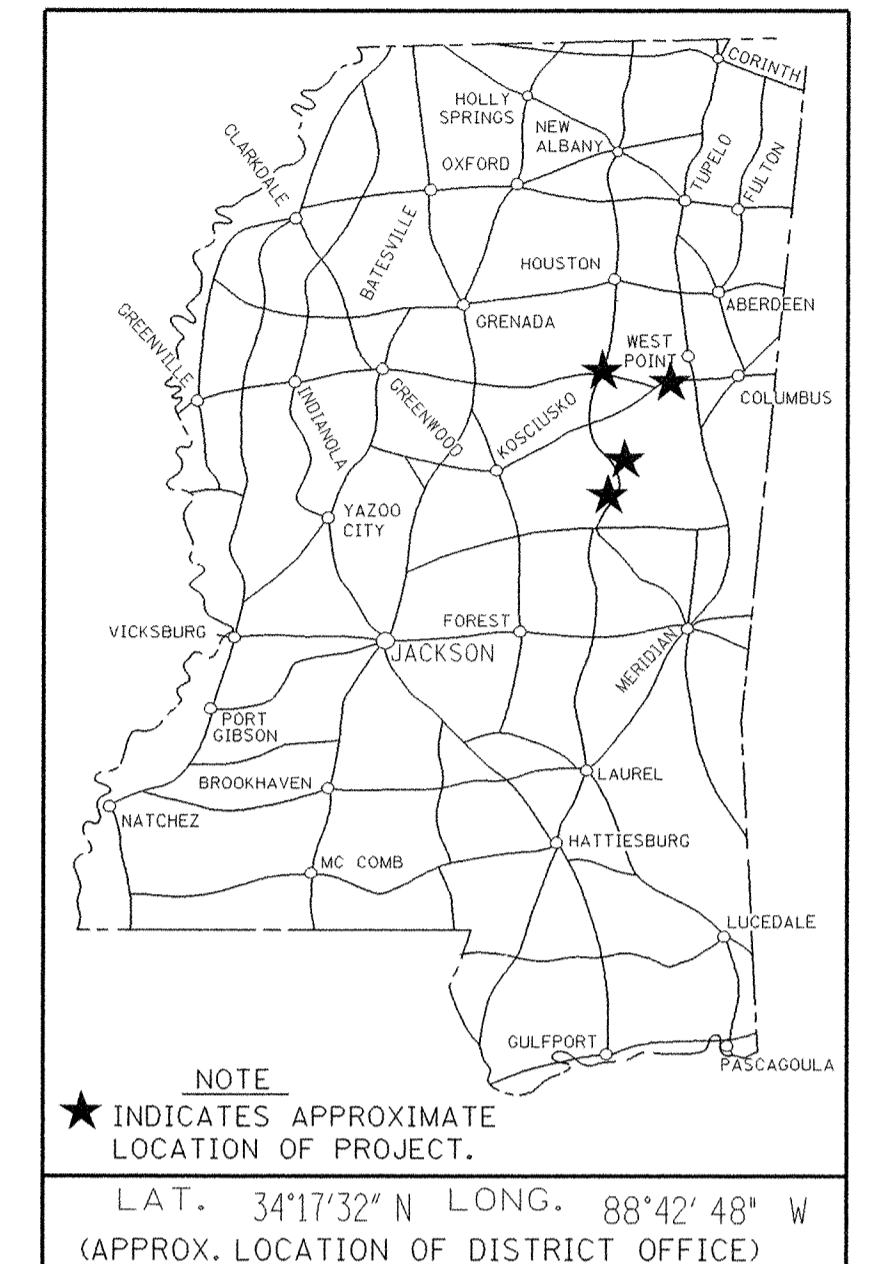 CORINTH
HOLLY
SPRINGS
NEW
ALBANY
CLARKDALE
OXFORD
TUPELO
FULTON
BATESVILLE
HOUSTON
ABERDEEN
GRENADA
GREENVILLE
WEST
POINT
COLUMBUS
INDIANOLA
GREENWOOD
KOSCIUSKO
YAZOO
CITY
VICKSBURG
FOREST
JACKSON
MERIDIAN
PORT
GIBSON
LAUREL
BROOKHAVEN
NATCHEZ
HATTIESBURG
MC COMB
LUCEDALE
GULFPORT
PASCAGOULA
NOTE
INDICATES APPROXIMATE
LOCATION OF PROJECT.
LAT. 34°17'32" N LONG. 88°42' 48" W
(APPROX. LOCATION OF DISTRICT OFFICE)